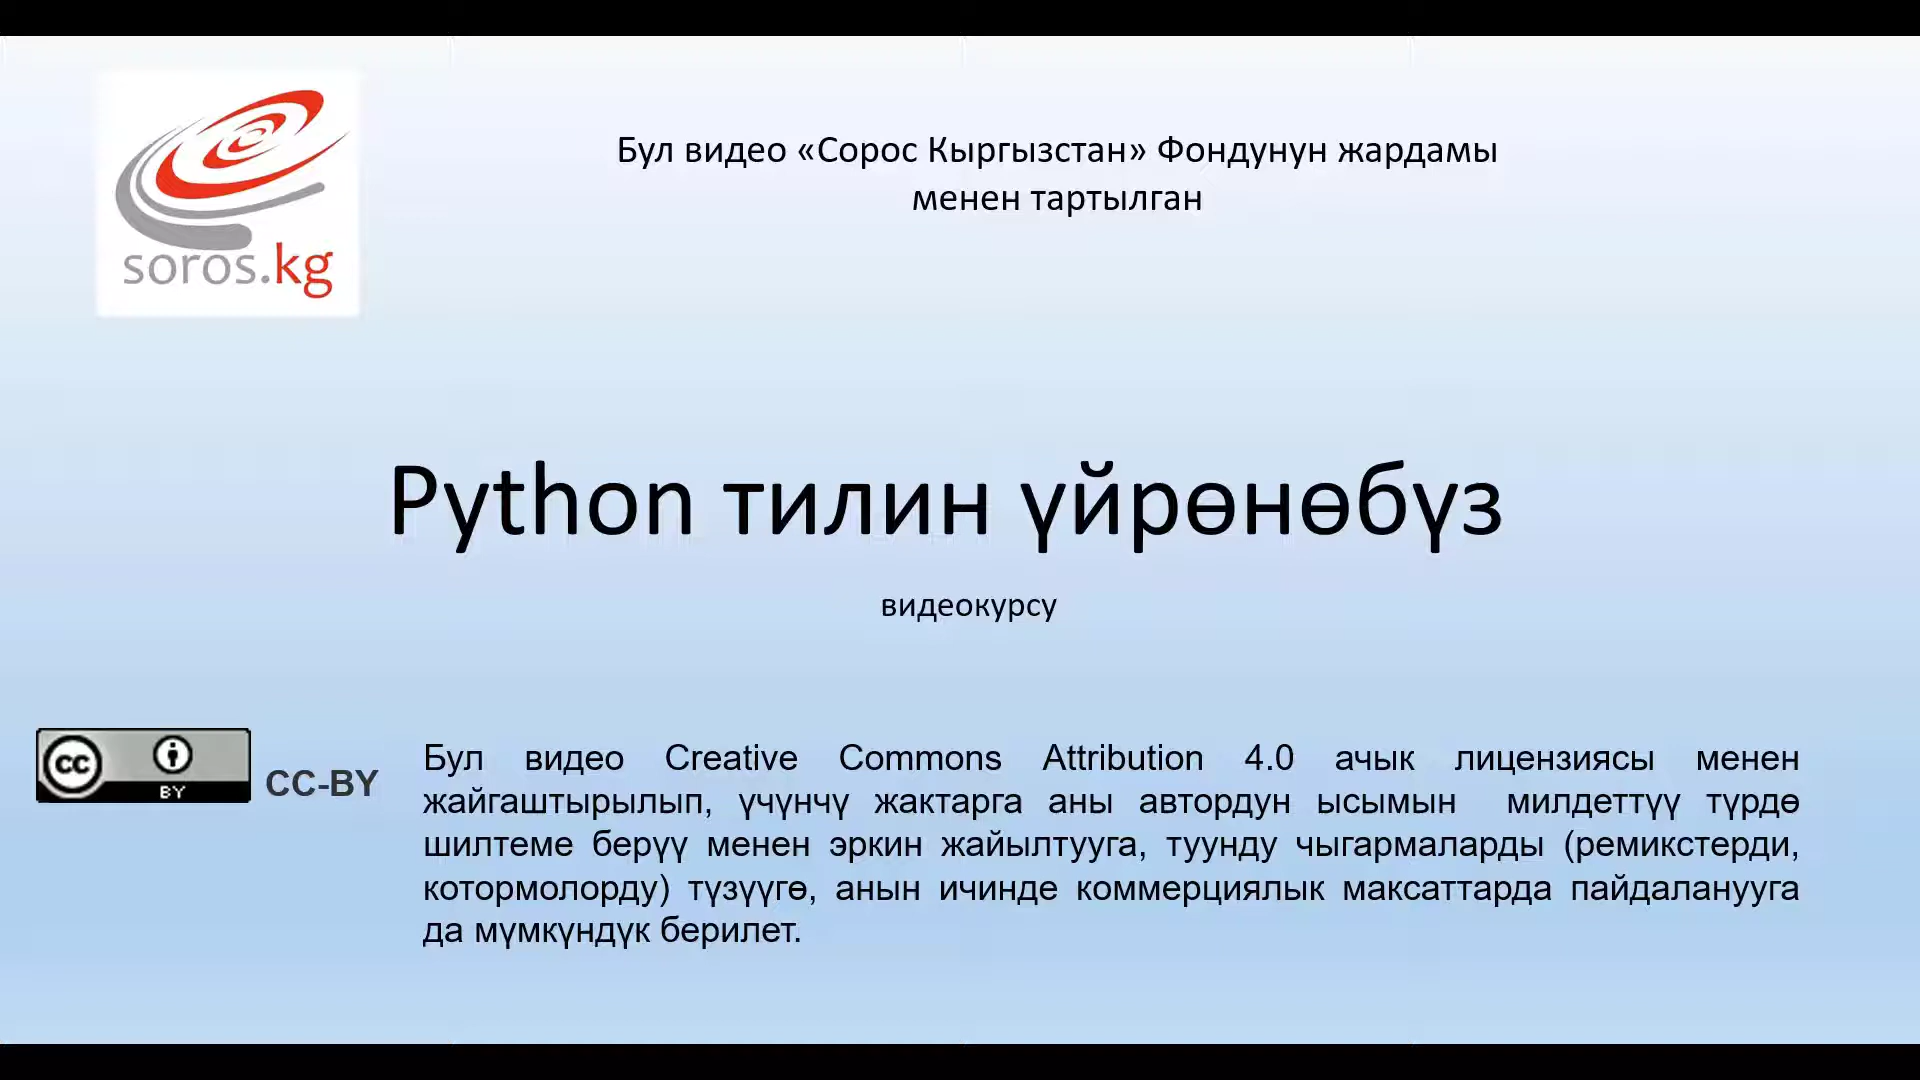 soros.kg
Бул видео «Сорос Кыргызстан» Фондунун жардамы
менен тартылган
Python тилин үйрөнөбүз
видеокурсу
cc
BY
CC-BY
Бул видео Creative Commons Attribution 4.0 ачык лицензиясы менен
жайгаштырылып, үчүнчү жактарга аны автордун ысымын милдеттүү түрдө
шилтеме берүү менен эркин жайылтууга, туунду чыгармаларды (ремикстерди,
котормолорду) түзүүгө, анын ичинде коммерциялык максаттарда пайдаланууга
да мүмкүндүк берилет.